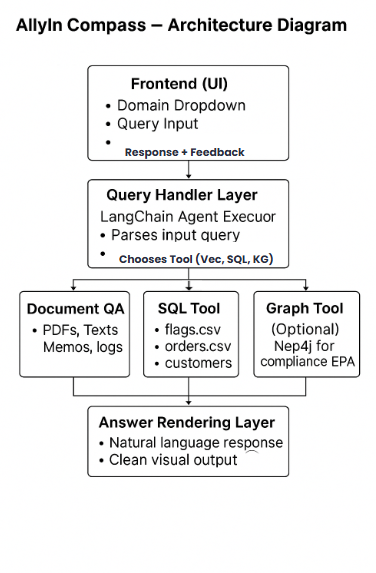 AllyIn Compass – Architecture Diagram
Frontend (UI)
• Domain Dropdown
• Query Input
•
Response + Feedback
Query Handler Layer
LangChain Agent Execuor
• Parses input query
•
Chooses Tool (Vec, SQL, KG)
Document QA
• PDFs, Texts
Memos, logs
SQL Tool
• flags.csv
• orders.csv
• customers
Graph Tool
(Optional)
Nep4j for
compliance EPA
Answer Rendering Layer
• Natural language response
• Clean visual output